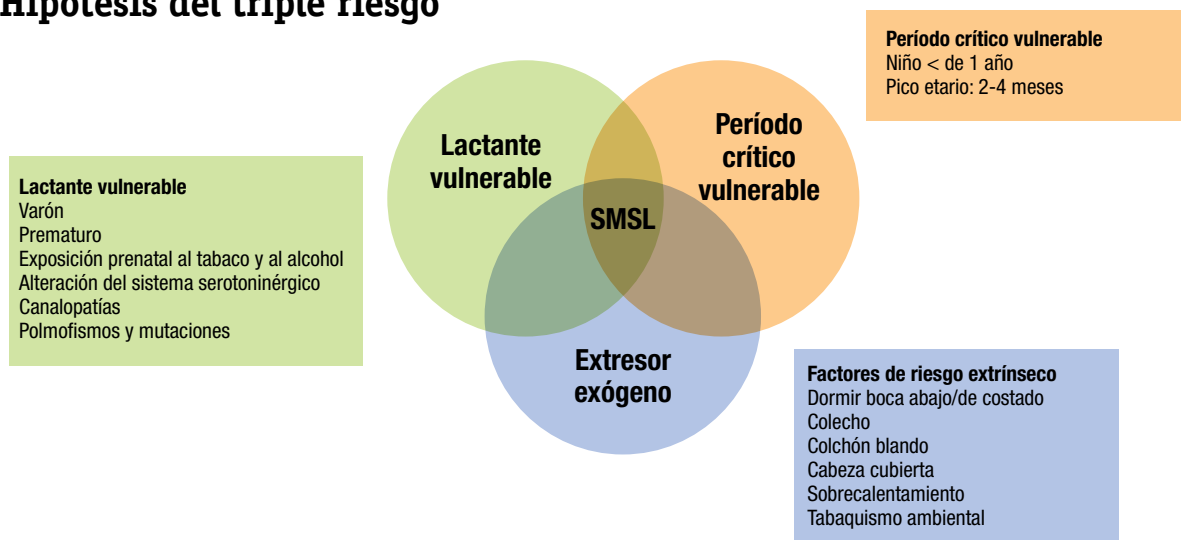 Hipótesis del triple riesgo
Período crítico vulnerable
Niño < de 1 año
Pico etario: 2-4 meses
Lactante
vulnerable
Período
crítico
vulnerable
SMSL
Lactante vulnerable
Varón
Prematuro
Exposición prenatal al tabaco y al alcohol
Alteración del sistema serotoninérgico
Canalopatías
Polmofismos y mutaciones
Extresor
exógeno
Factores de riesgo extrínseco
Dormir boca abajo/de costado
Colecho
Colchón blando
Cabeza cubierta
Sobrecalentamiento
Tabaquismo ambiental